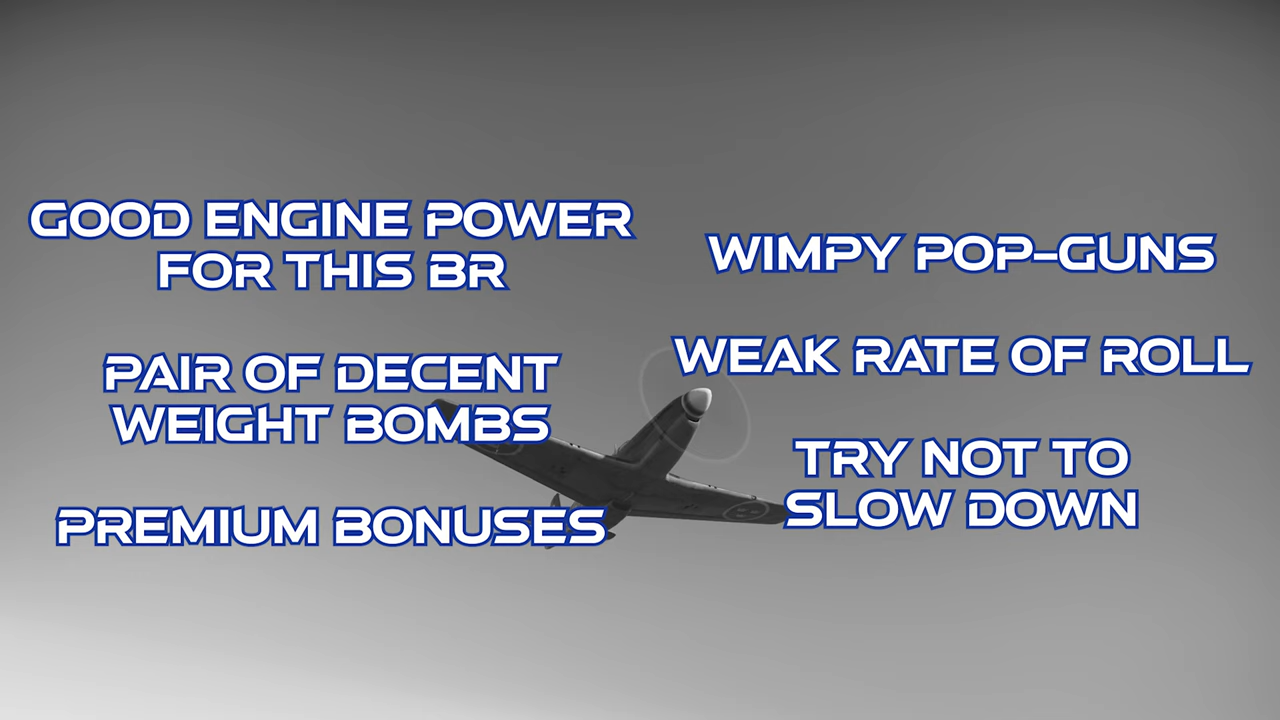 GOOD ENGINE POWER
FOR THIS BR
PAIR OF DECENT
WEIGHT BOMBS
PREMIUM BONUSES
WIMPY POP-GUNS
WEAK RATE OF ROLL
TRY NOT TO
SLOW DOWN